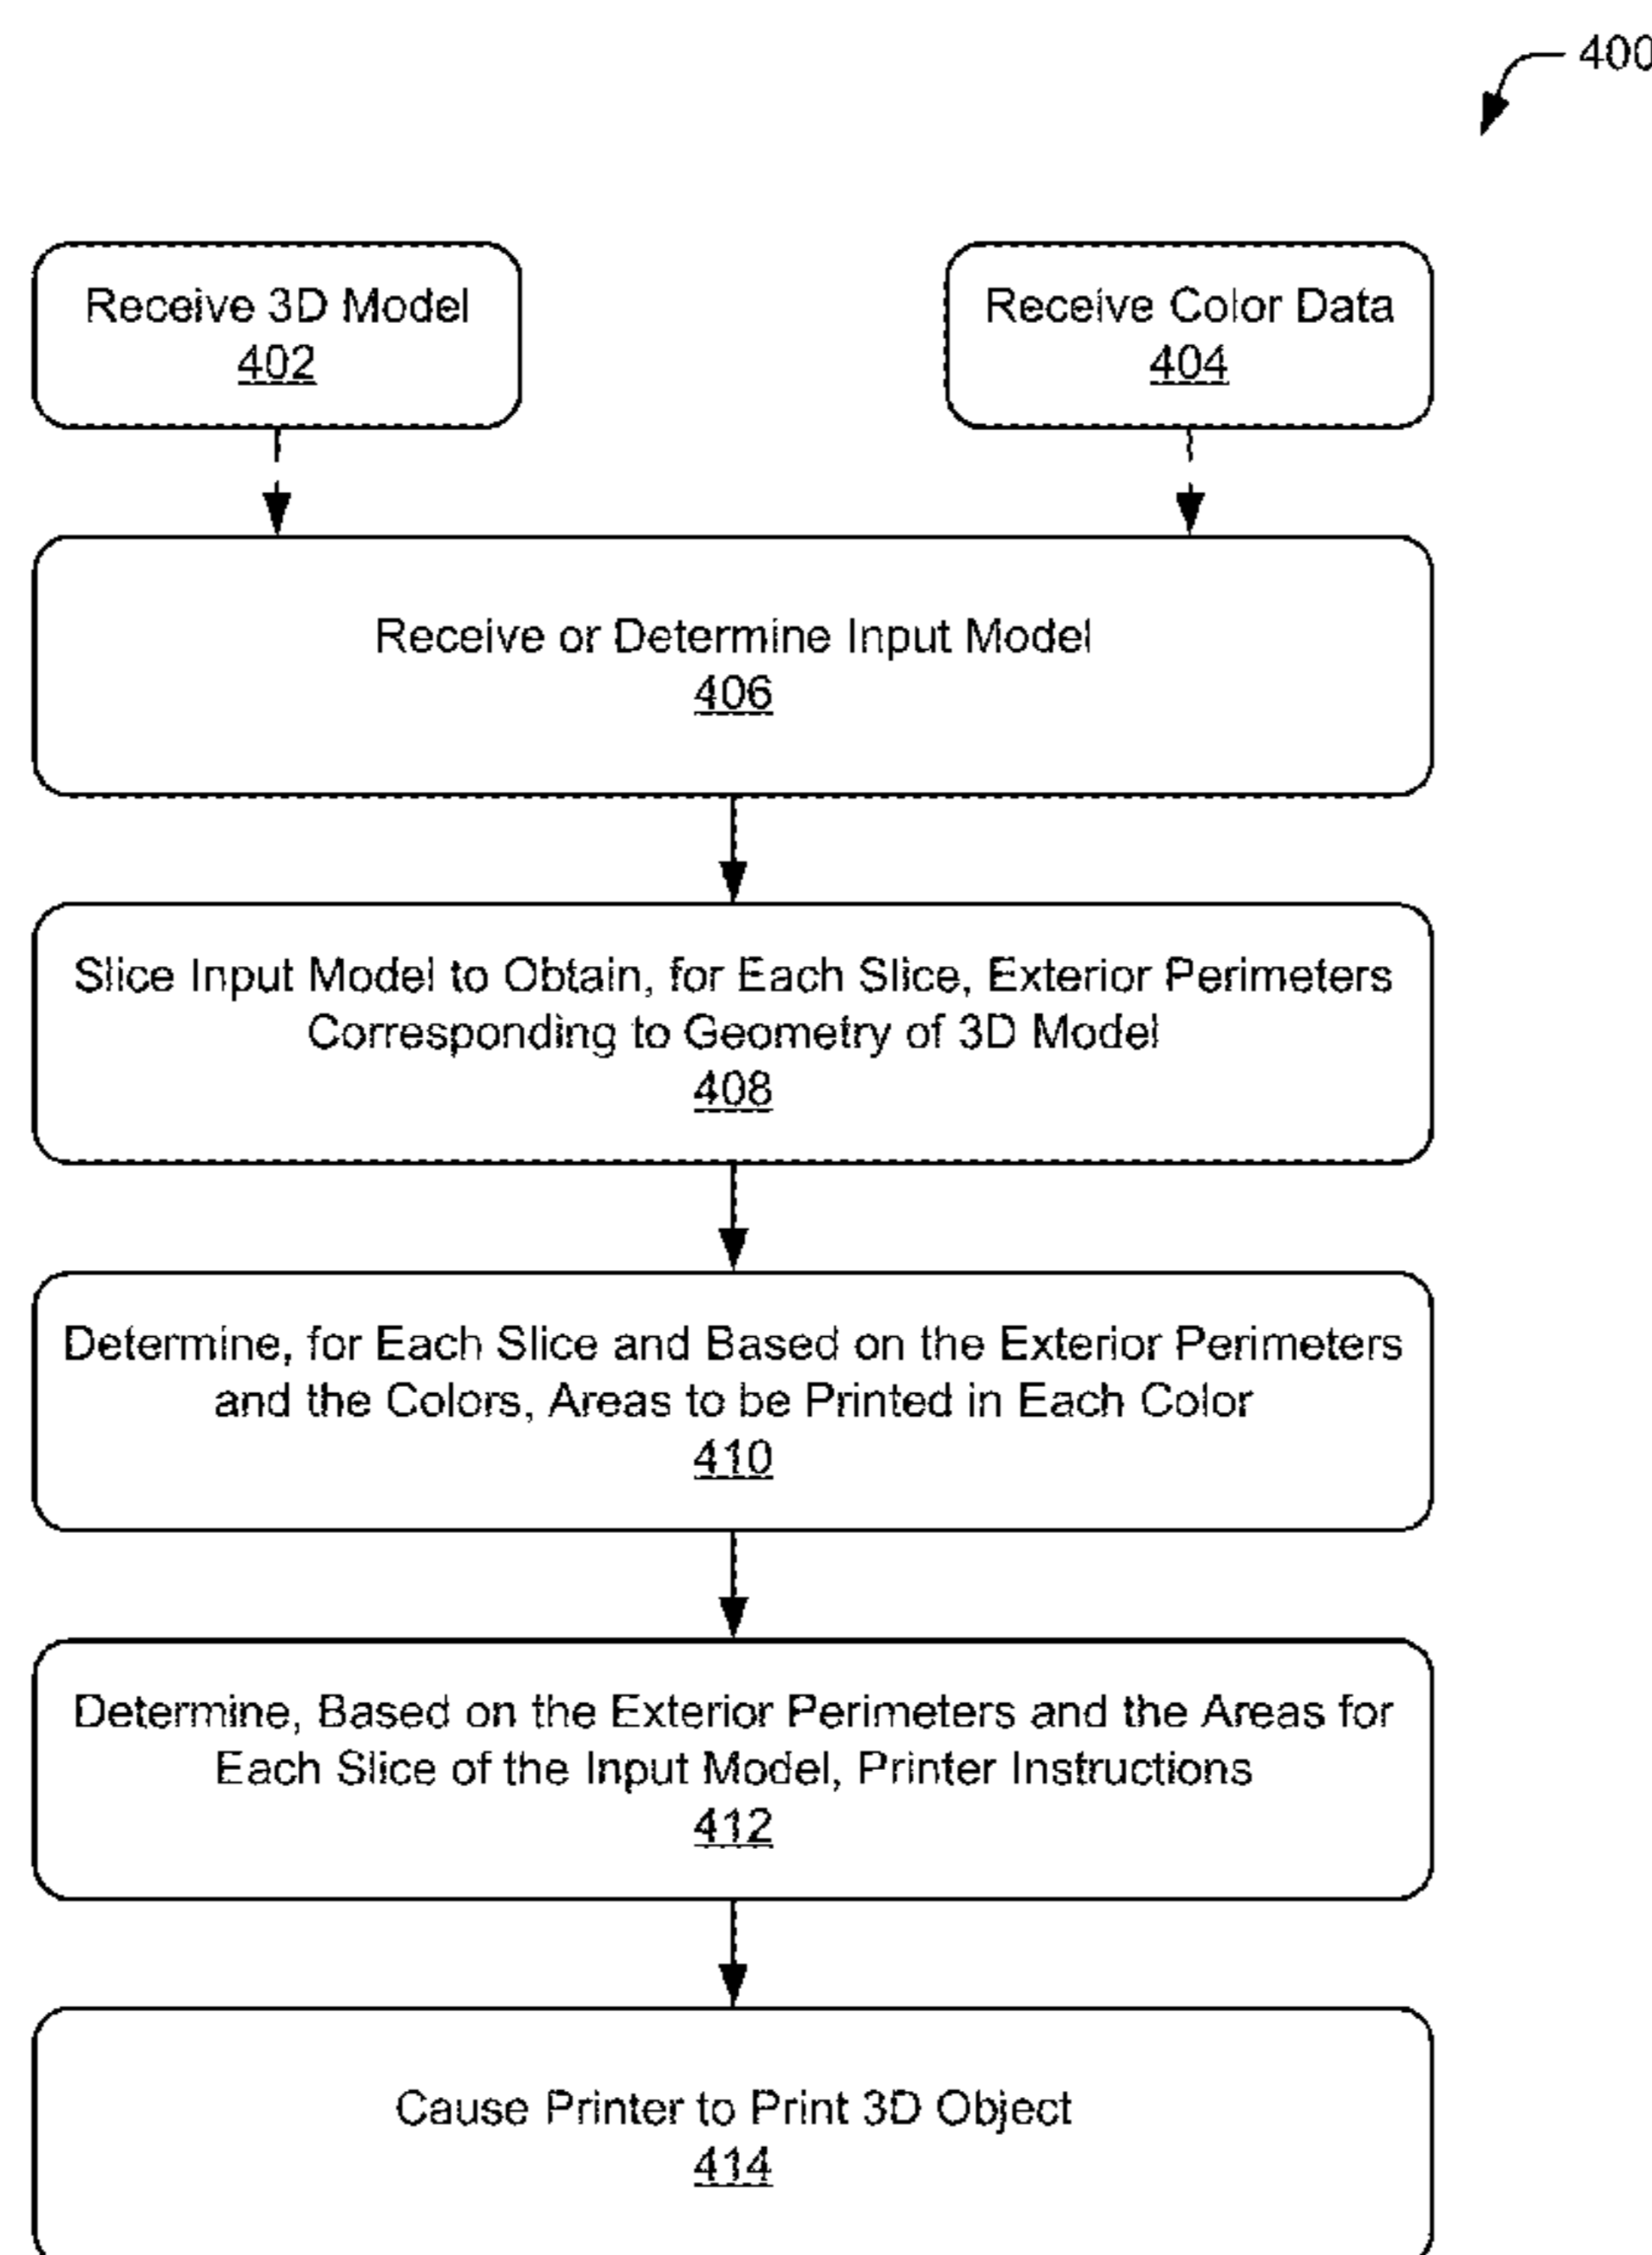 400
Receive 3D Model
402
Receive Color Data
404
Receive or Determine Input Model
406
Slice Input Model to Obtain, for Each Slice, Exterior Perimeters
Corresponding to Geometry of 3D Model
408
Determine, for Each Slice and Based on the Exterior Perimeters
and the Colors, Areas to be Printed in Each Color
410
Determine, Based on the Exterior Perimeters and the Areas for
Each Slice of the Input Model, Printer Instructions
412
Cause Printer to Print 3D Object
414